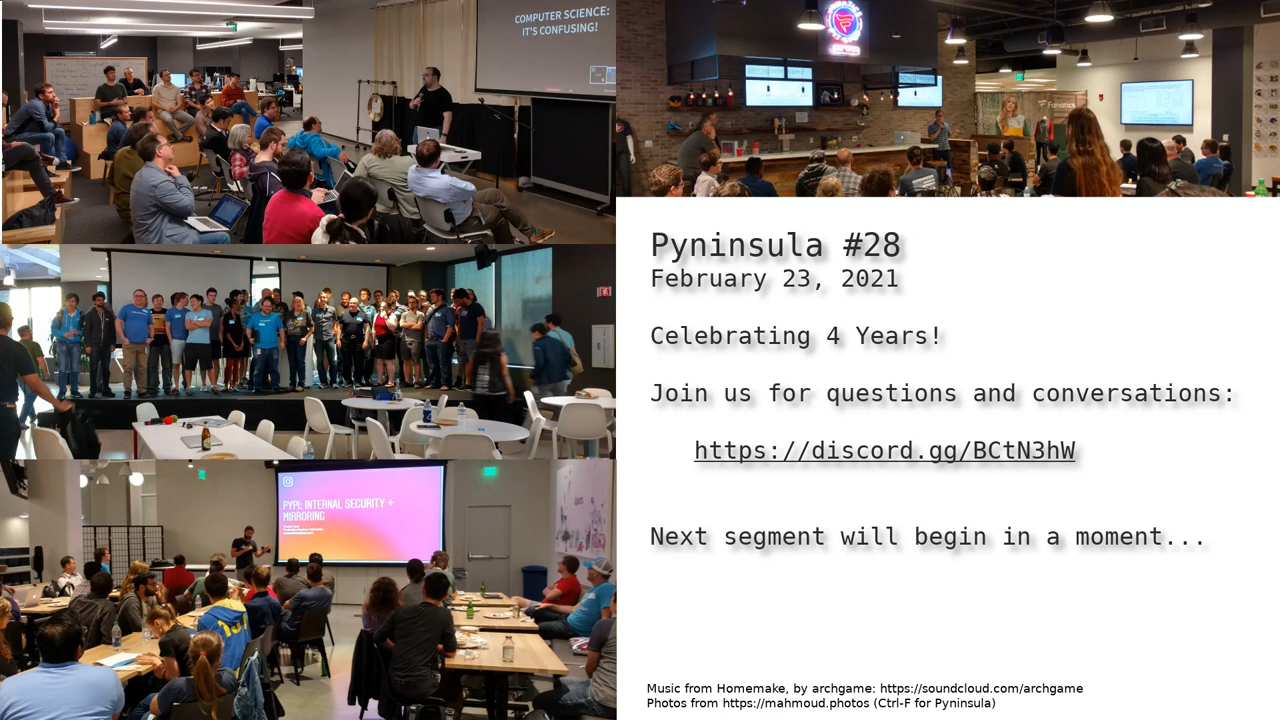 COMPUTER SCIENCE:
IT'S CONFUSING!
Fanatics
PYPI: INTERNAL SECURITY +
MIRRORING
Pyninsula #28
February 23, 2021
Celebrating 4 Years!
Join us for questions and conversations:
https://discord.gg/BCtN3hW
Next segment will begin in a moment...
Music from Homemake, by archgame: https://soundcloud.com/archgame
Photos from https://mahmoud.photos (Ctrl-F for Pyninsula)